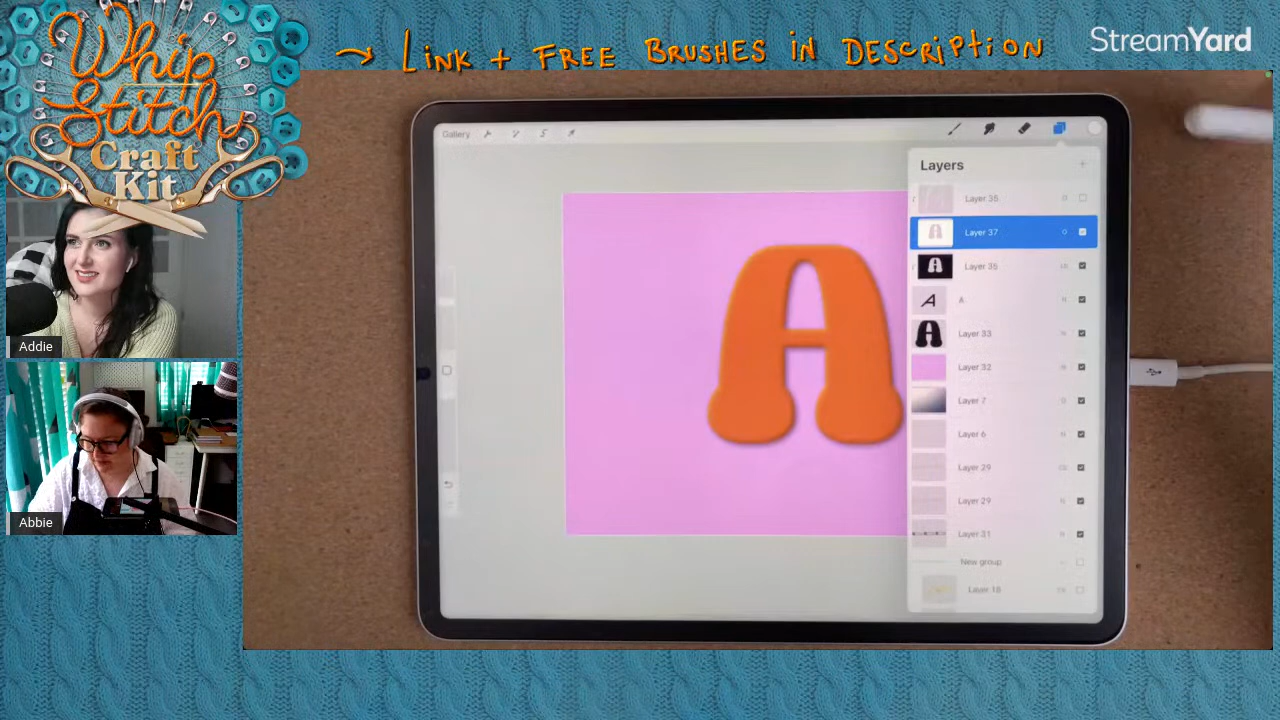 Whip
Stitch
Craft
Kit
→ Link + Free Brushes in Description
StreamYard
Gallery
Layers
Layer 35
Layer 37
Layer 35
A
Layer 33
Layer 32
Layer 7
Layer 6
Layer 29
Layer 29
Layer 31
New group
Layer 18
A
Addie
Abbie